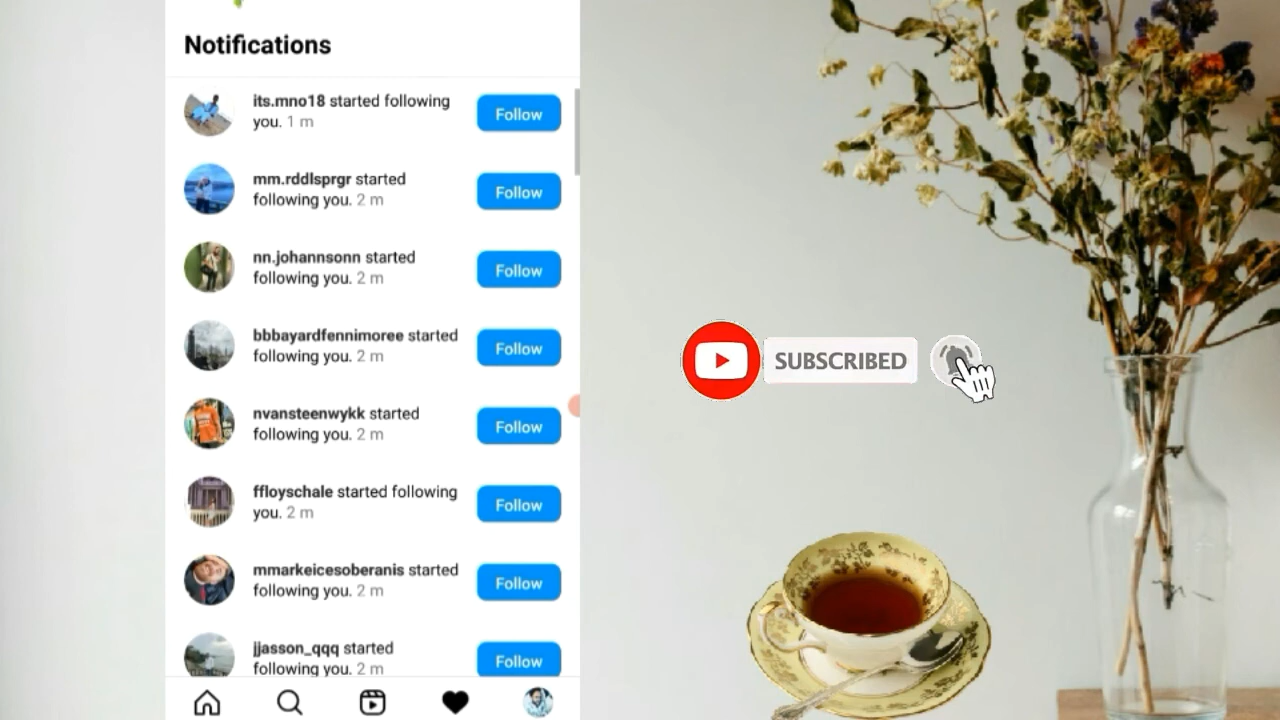 Notifications
its.mno18 started following
you. 1 m
Follow
mm.rddlsprgr started
following you. 2 m
Follow
nn.johannsonn started
following you. 2 m
Follow
bbbayardfennimoree started
following you. 2 m
Follow
nvansteenwykk started
following you. 2 m
Follow
ffloyschale started following
you. 2 m
Follow
mmarkeicesoberanis started
following you. 2 m
Follow
jjasson_qqq started
following you. 2 m
Follow
SUBSCRIBED